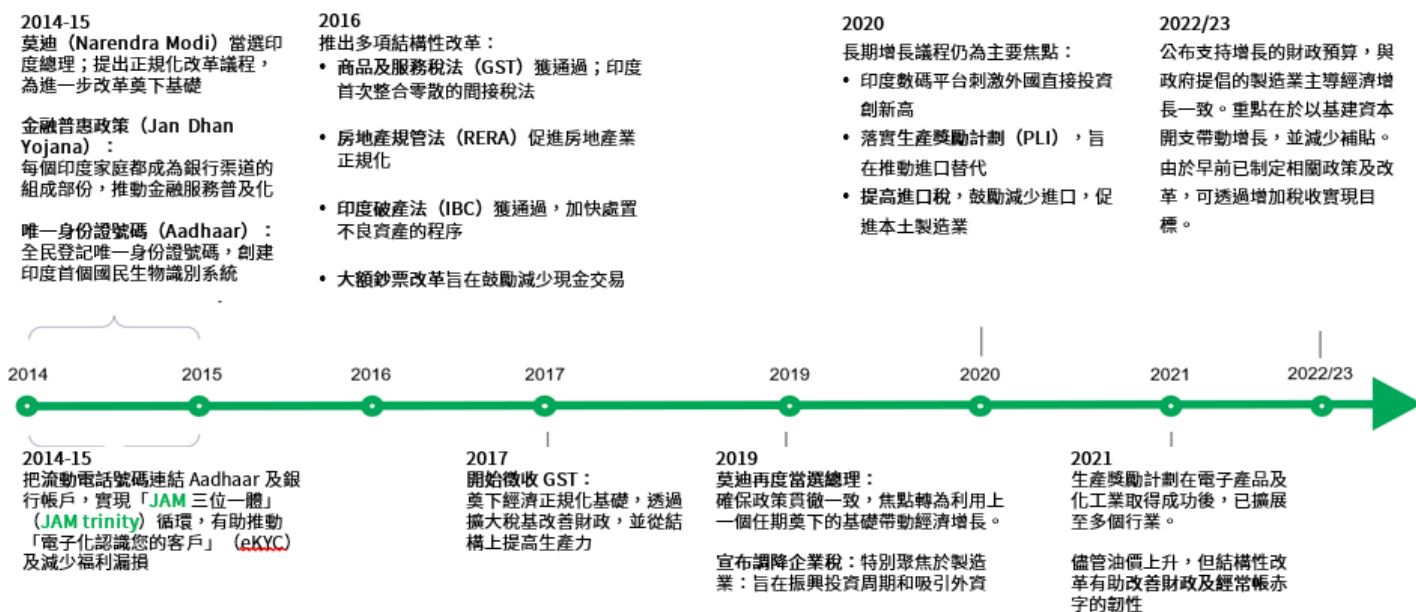 2014-15
莫迪（Narendra Modi）當選印
度總理；提出正規化改革議程，
為進一步改革奠下基礎
金融普惠政策（Jan Dhan
Yojana）：
每個印度家庭都成為銀行渠道的
組成部份，推動金融服務普及化
唯一身份證號碼（Aadhaar）：
全民登記唯一身份證號碼，創建
印度首個國民生物識別系統
2016
推出多項結構性改革：
• 商品及服務稅法（GST）獲通過；印度
首次整合零散的間接稅法
• 房地產規管法（RERA）促進房地產業
正規化
• 印度破產法（IBC）獲通過，加快處置
不良資產的程序
• 大額鈔票改革旨在鼓勵減少現金交易
2020
長期增長議程仍為主要焦點：
• 印度數碼平台刺激外國直接投資
創新高
• 落實生產獎勵計劃（PLI），旨
在推動進口替代
• 提高進口稅，鼓勵減少進口，促
進本土製造業
2022/23
公布支持增長的財政預算，與
政府提倡的製造業主導經濟增
長一致。重點在於以基建資本
開支帶動增長，並減少補貼。
由於早前已制定相關政策及改
革，可透過增加稅收實現目
標。
2014
2015
2016
2017
2019
2020
2021
2022/23
2014-15
把流動電話號碼連結 Aadhaar 及銀
行帳戶，實現「JAM 三位一體」
（JAM trinity）循環，有助推動
「電子化認識您的客戶」（eKYC）
及減少福利漏損
2017
開始徵收 GST：
奠下經濟正規化基礎，透過
擴大稅基改善財政，並從結
構上提高生產力
2019
莫迪再度當選總理：
確保政策貫徹一致，焦點轉為利用上
一個任期奠下的基礎帶動經濟增長。
宣布調降企業稅：特別聚焦於製造
業：旨在振興投資周期和吸引外資
2021
生產獎勵計劃在電子產品及
化工業取得成功後，已擴展
至多個行業。
儘管油價上升，但結構性改
革有助改善財政及經常帳赤
字的韌性